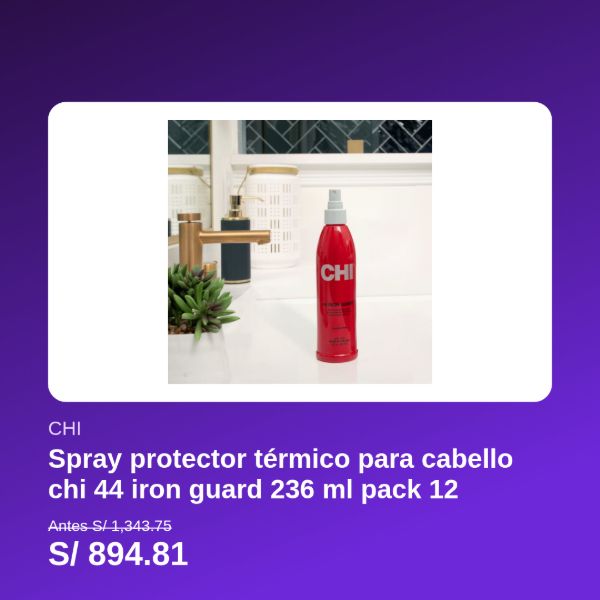 CHI
CHI
Spray protector térmico para cabello
chi 44 iron guard 236 ml pack 12
Antes S/ 1,343.75
S/ 894.81